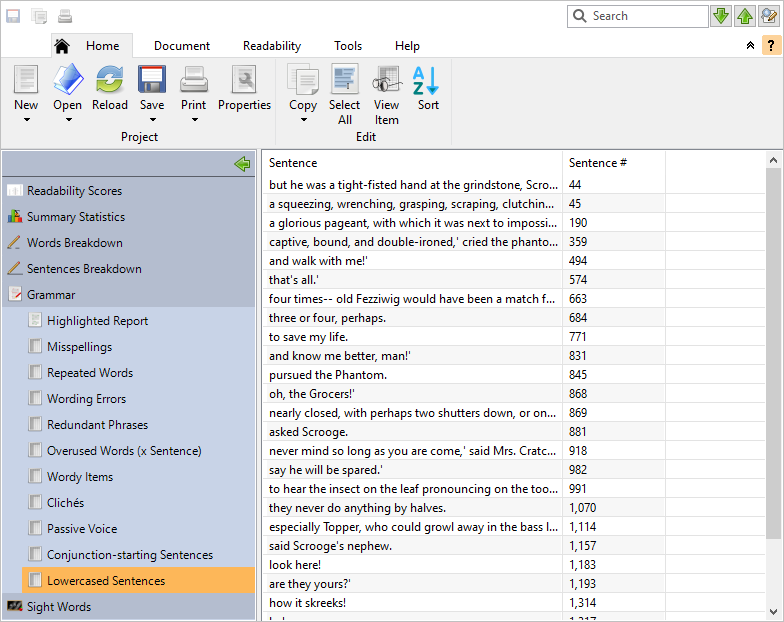 Search
Home Document Readability Tools Help
?
New Open Reload Save Print Properties Copy Select All View Item Sort
Project Edit
Readability Scores
Summary Statistics
Words Breakdown
Sentences Breakdown
Grammar
Highlighted Report
Misspellings
Repeated Words
Wording Errors
Redundant Phrases
Overused Words (x Sentence)
Wordy Items
Clichés
Passive Voice
Conjunction-starting Sentences
Lowercased Sentences
Sight Words
Sentence Sentence #
but he was a tight-fisted hand at the grindstone, Scro... 44
a squeezing, wrenching, grasping, scraping, clutchin... 45
a glorious pageant, with which it was next to impossi... 190
captive, bound, and double-ironed,' cried the phanto... 359
and walk with me!' 494
that's all.' 574
four times-- old Fezziwig would have been a match f... 663
three or four, perhaps. 684
to save my life. 771
and know me better, man!' 831
pursued the Phantom. 845
oh, the Grocers!' 868
nearly closed, with perhaps two shutters down, or on... 869
asked Scrooge. 881
never mind so long as you are come,' said Mrs. Cratc... 918
say he will be spared.' 982
to hear the insect on the leaf pronouncing on the too... 991
they never do anything by halves. 1,070
especially Topper, who could growl away in the bass l... 1,114
said Scrooge's nephew. 1,157
look here! 1,183
are they yours?' 1,193
how it skreeks! 1,314